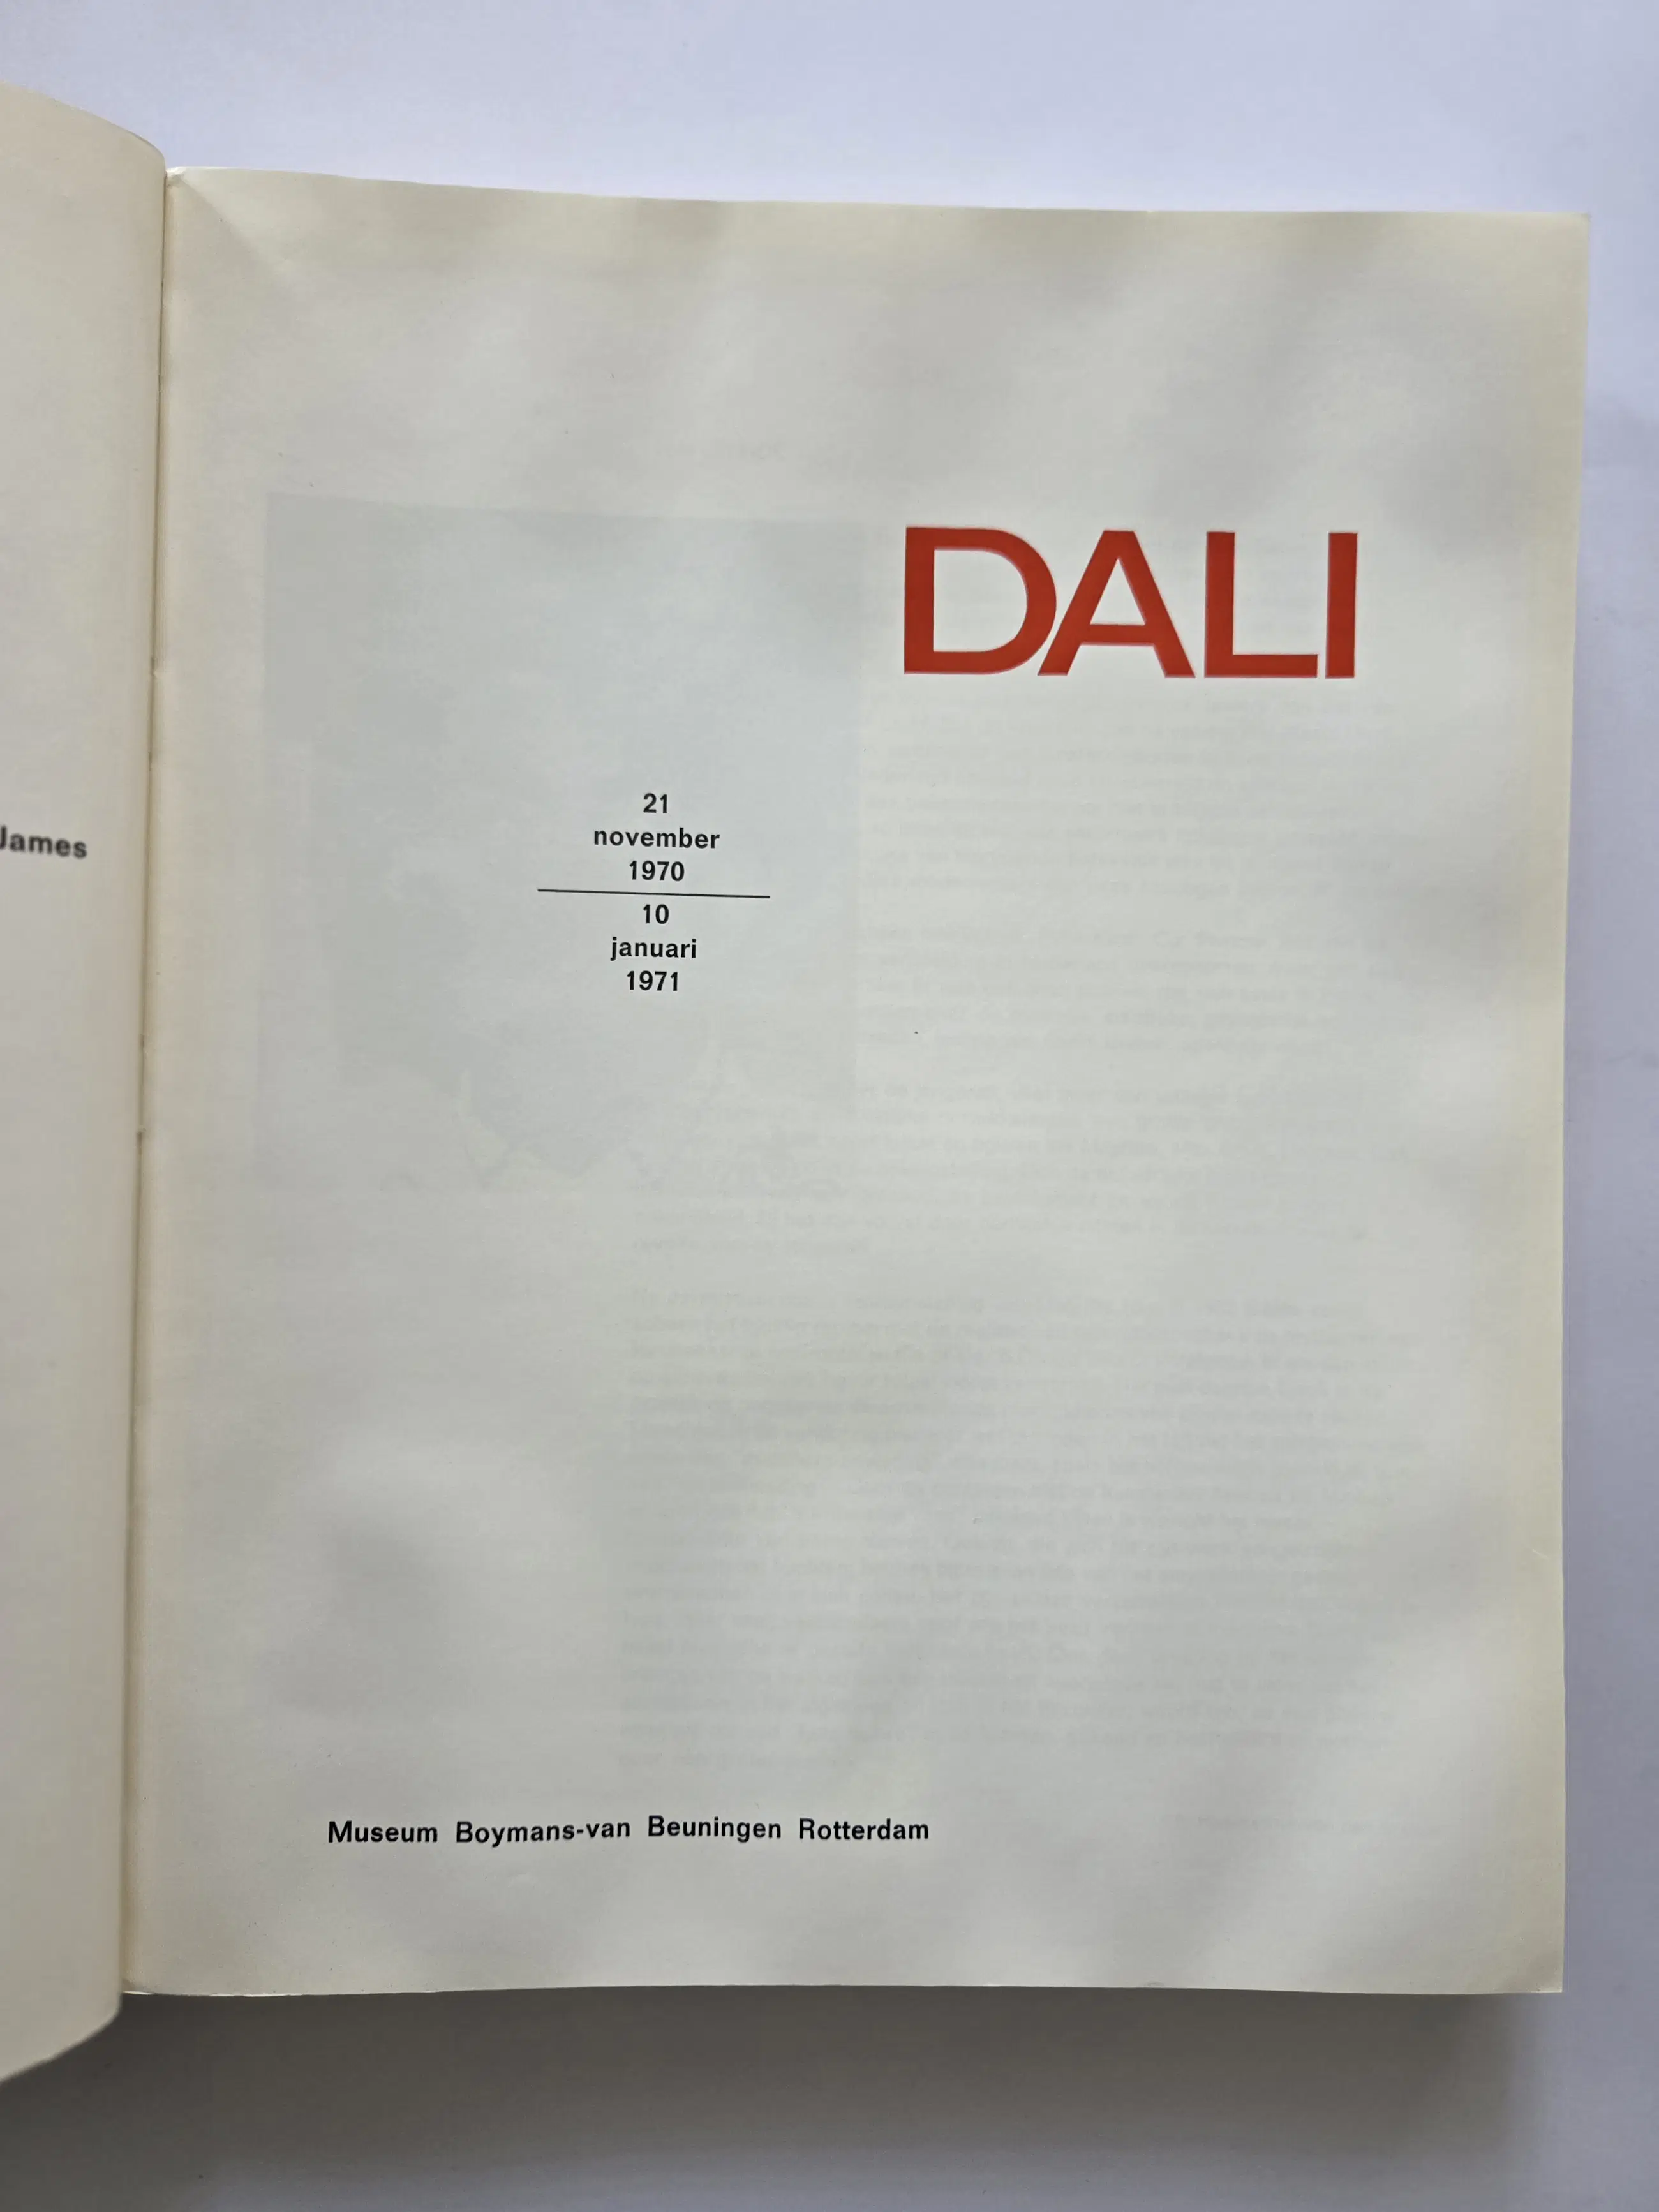 James
DALI
21
november
1970
10
januari
1971
Museum Boymans-van Beuningen Rotterdam